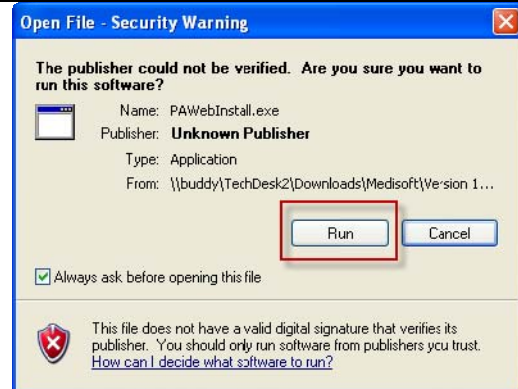 Open File - Security Warning
The publisher could not be verified. Are you sure you want to
run this software?
Name: PAWebInstall.exe
Publisher: Unknown Publisher
Type: Application
From: \\buddy\TechDesk2\Downloads\Medisoft\Version 1...
Run
Cancel
Always ask before opening this file
This file does not have a valid digital signature that verifies its
publisher. You should only run software from publishers you trust.
How can I decide what software to run?